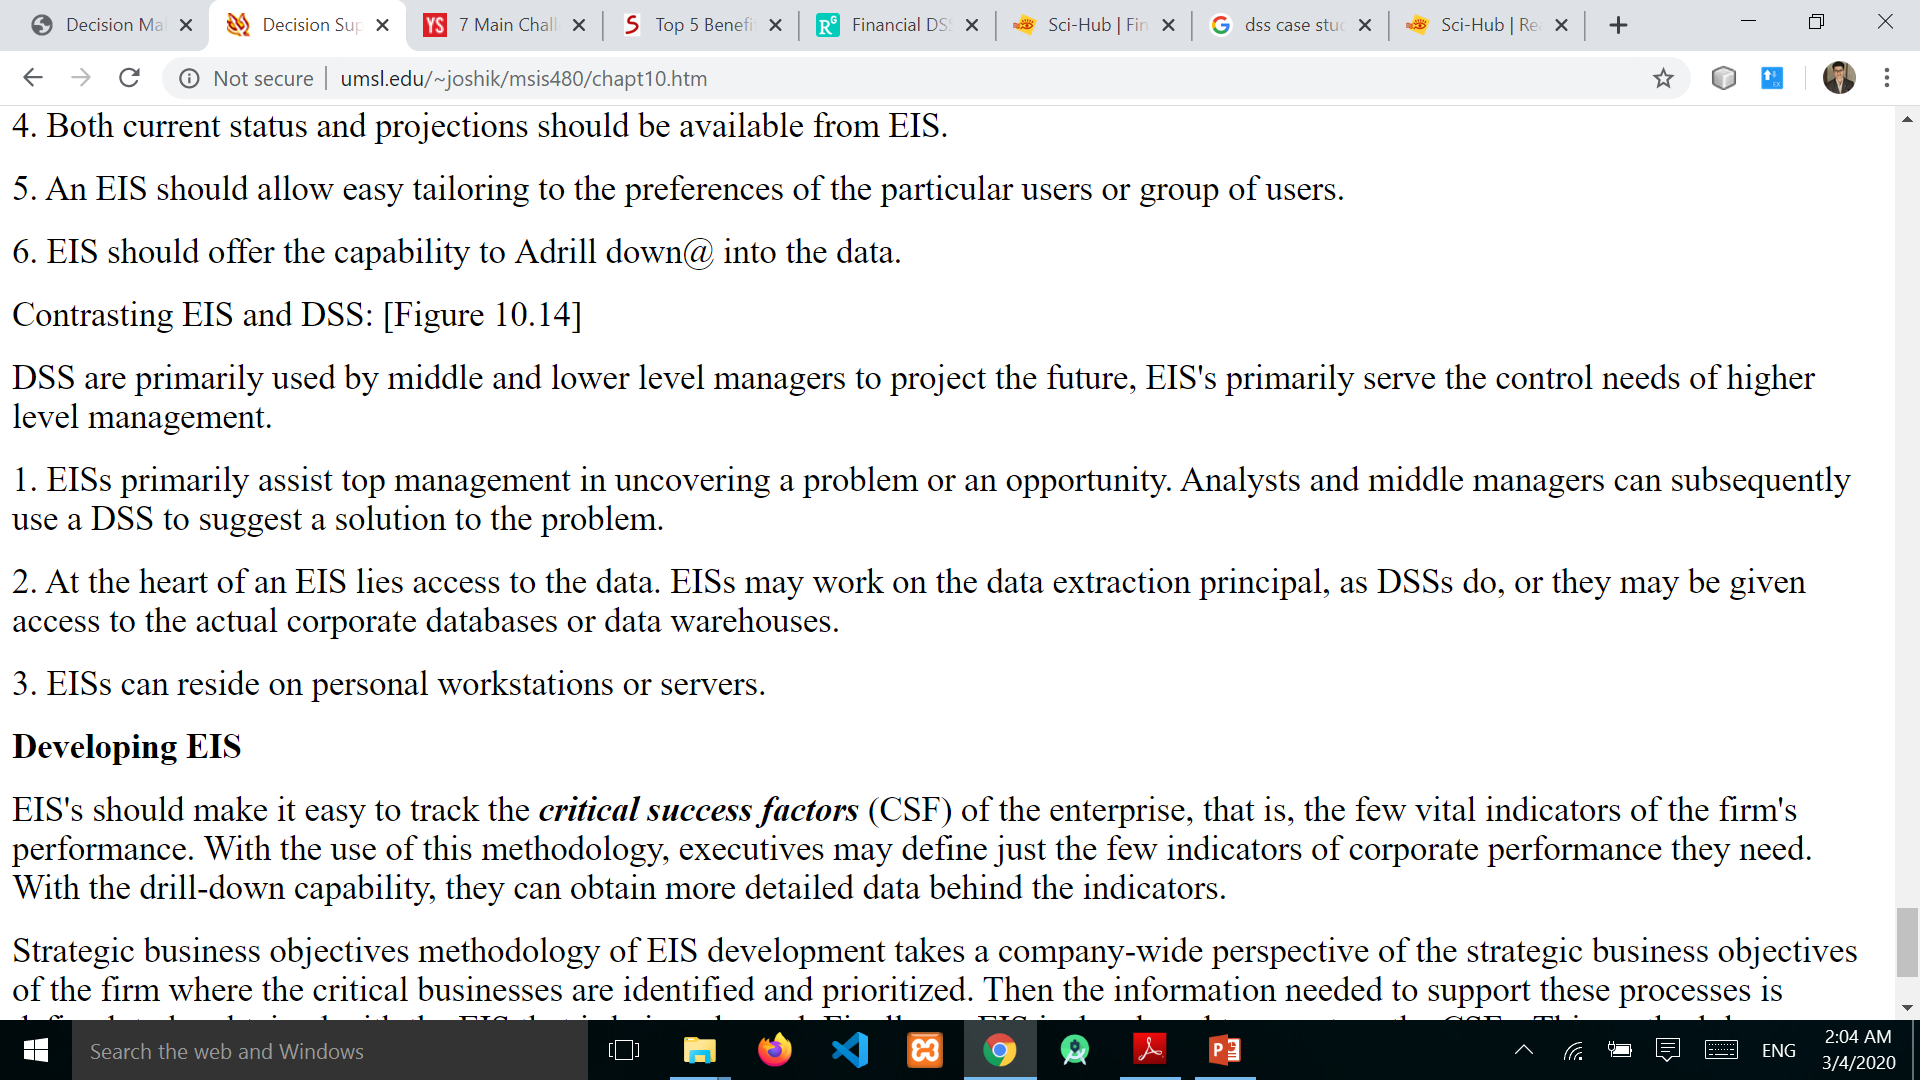 Decision Ma
Decision Sup
YS 7 Main Chall
S Top 5 Benefi
RG Financial DS
Sci-Hub | Fin
G dss case stud
Sci-Hub | Re
Not secure | umsl.edu/~joshik/msis480/chapt10.htm
4. Both current status and projections should be available from EIS.
5. An EIS should allow easy tailoring to the preferences of the particular users or group of users.
6. EIS should offer the capability to Adrill down@ into the data.
Contrasting EIS and DSS: [Figure 10.14]
DSS are primarily used by middle and lower level managers to project the future, EIS's primarily serve the control needs of higher
level management.
1. EISs primarily assist top management in uncovering a problem or an opportunity. Analysts and middle managers can subsequently
use a DSS to suggest a solution to the problem.
2. At the heart of an EIS lies access to the data. EISs may work on the data extraction principal, as DSSs do, or they may be given
access to the actual corporate databases or data warehouses.
3. EISs can reside on personal workstations or servers.
Developing EIS
EIS's should make it easy to track the critical success factors (CSF) of the enterprise, that is, the few vital indicators of the firm's
performance. With the use of this methodology, executives may define just the few indicators of corporate performance they need.
With the drill-down capability, they can obtain more detailed data behind the indicators.
Strategic business objectives methodology of EIS development takes a company-wide perspective of the strategic business objectives
of the firm where the critical businesses are identified and prioritized. Then the information needed to support these processes is
Search the web and Windows
ENG
2:04 AM
3/4/2020